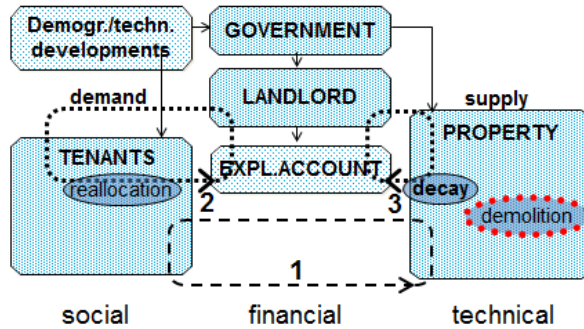 Demogr./techn.
developments
GOVERNMENT
demand
LANDLORD
supply
PROPERTY
TENANTS
EXPL.ACCOUNT
reallocation
decay
2
3
demolition
1
social
financial
technical